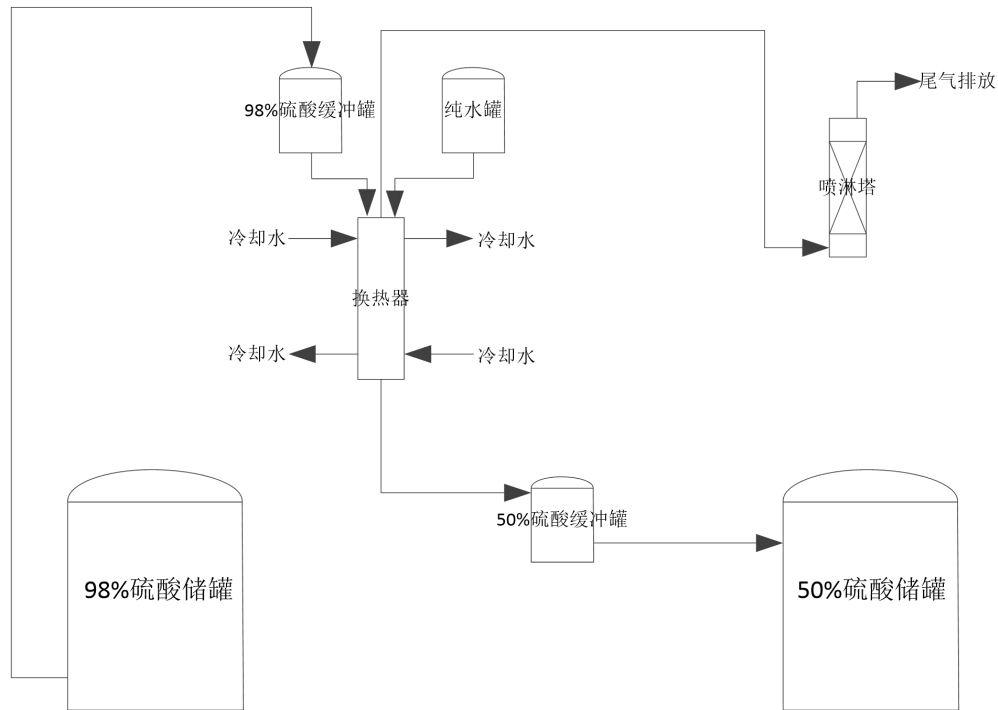 尾气排放
98%硫酸缓冲罐
纯水罐
喷淋塔
冷却水
冷却水
换热器
冷却水
冷却水
50%硫酸缓冲罐
98%硫酸储罐
50%硫酸储罐